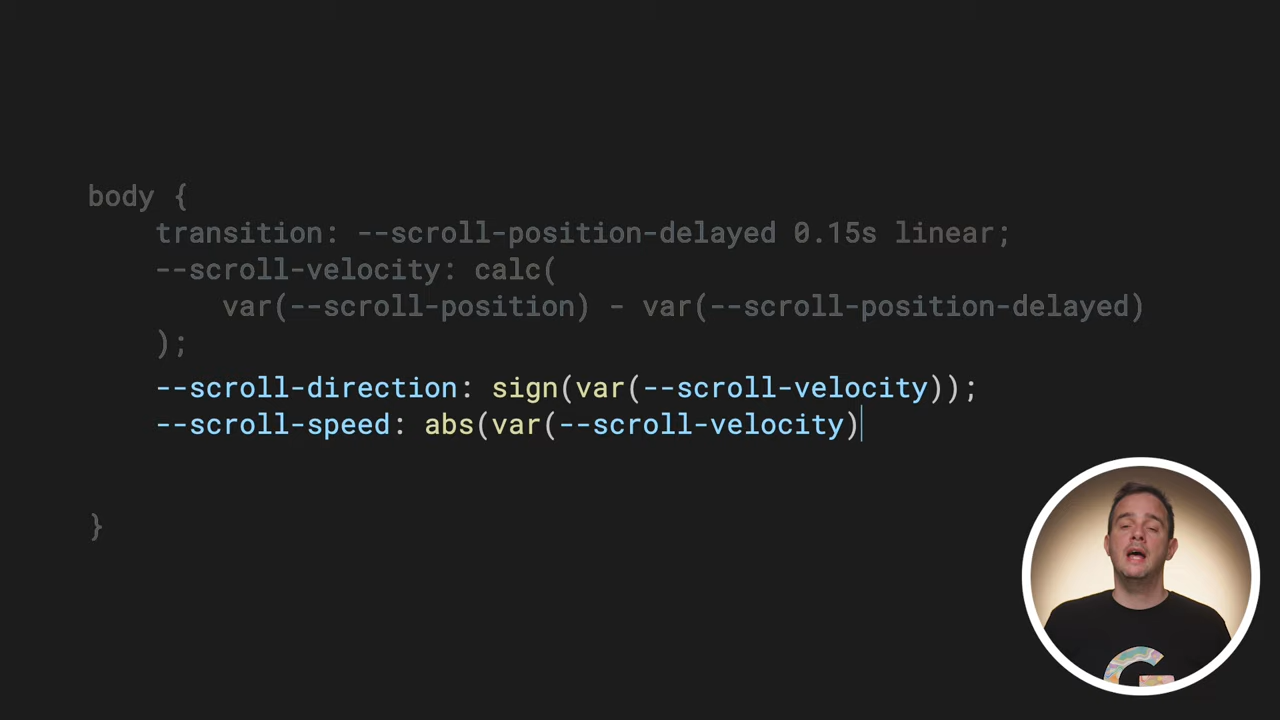 body {
transition: --scroll-position-delayed 0.15s linear;
--scroll-velocity: calc(
var(--scroll-position) - var(--scroll-position-delayed)
);
--scroll-direction: sign(var(--scroll-velocity));
--scroll-speed: abs(var(--scroll-velocity)
}
G